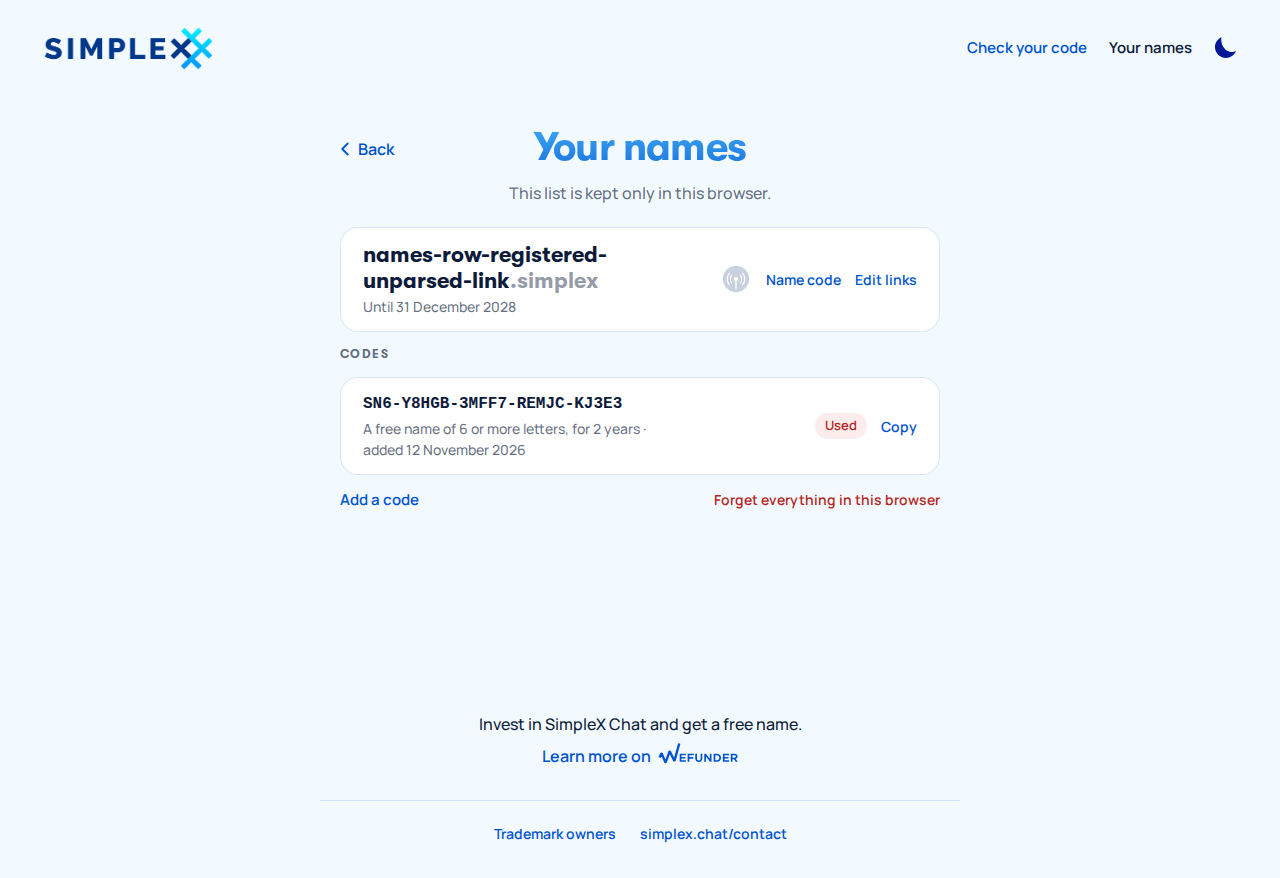 SIMPLEX
Check your code
Your names
Back
Your names
This list is kept only in this browser.
names-row-registered-
unparsed-link.simplex
Until 31 December 2028
Name code
Edit links
CODES
SN6-Y8HGB-3MFF7-REMJC-KJ3E3
A free name of 6 or more letters, for 2 years ·
added 12 November 2026
Used
Copy
Add a code
Forget everything in this browser
Invest in SimpleX Chat and get a free name.
Learn more on WEFUNDER
Trademark owners
simplex.chat/contact